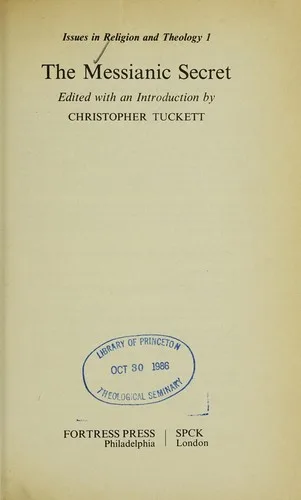 Issues in Religion and Theology 1
The Messianic Secret
Edited with an Introduction by
CHRISTOPHER TUCKETT
LIBRARY OF PRINCETON
OCT 30 1986
THEOLOGICAL SEMINARY
FORTRESS PRESS | SPCK
Philadelphia | London